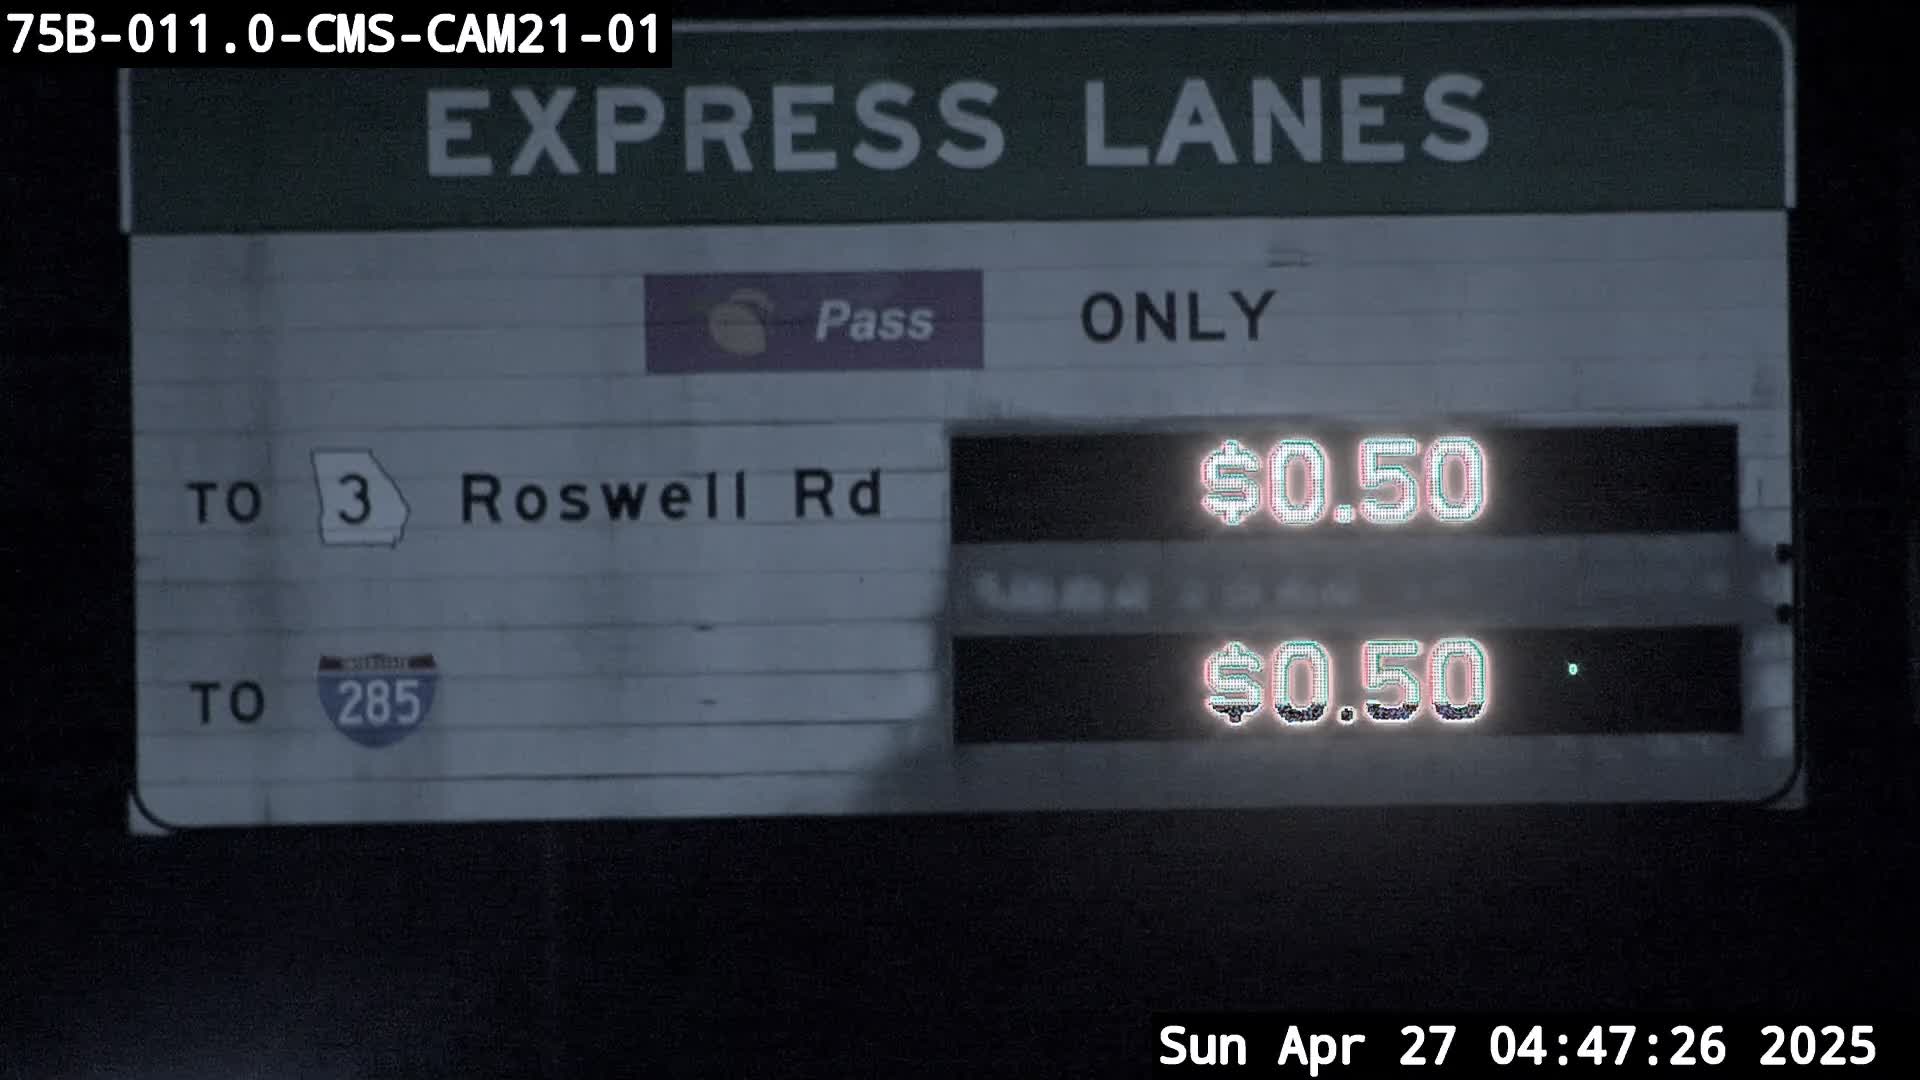 75B-011.0-CMS-CAM21-01
EXPRESS LANES
Pass ONLY
TO 3 Roswell Rd $0.50
TO 285 $0.50
Sun Apr 27 04:47:26 2025